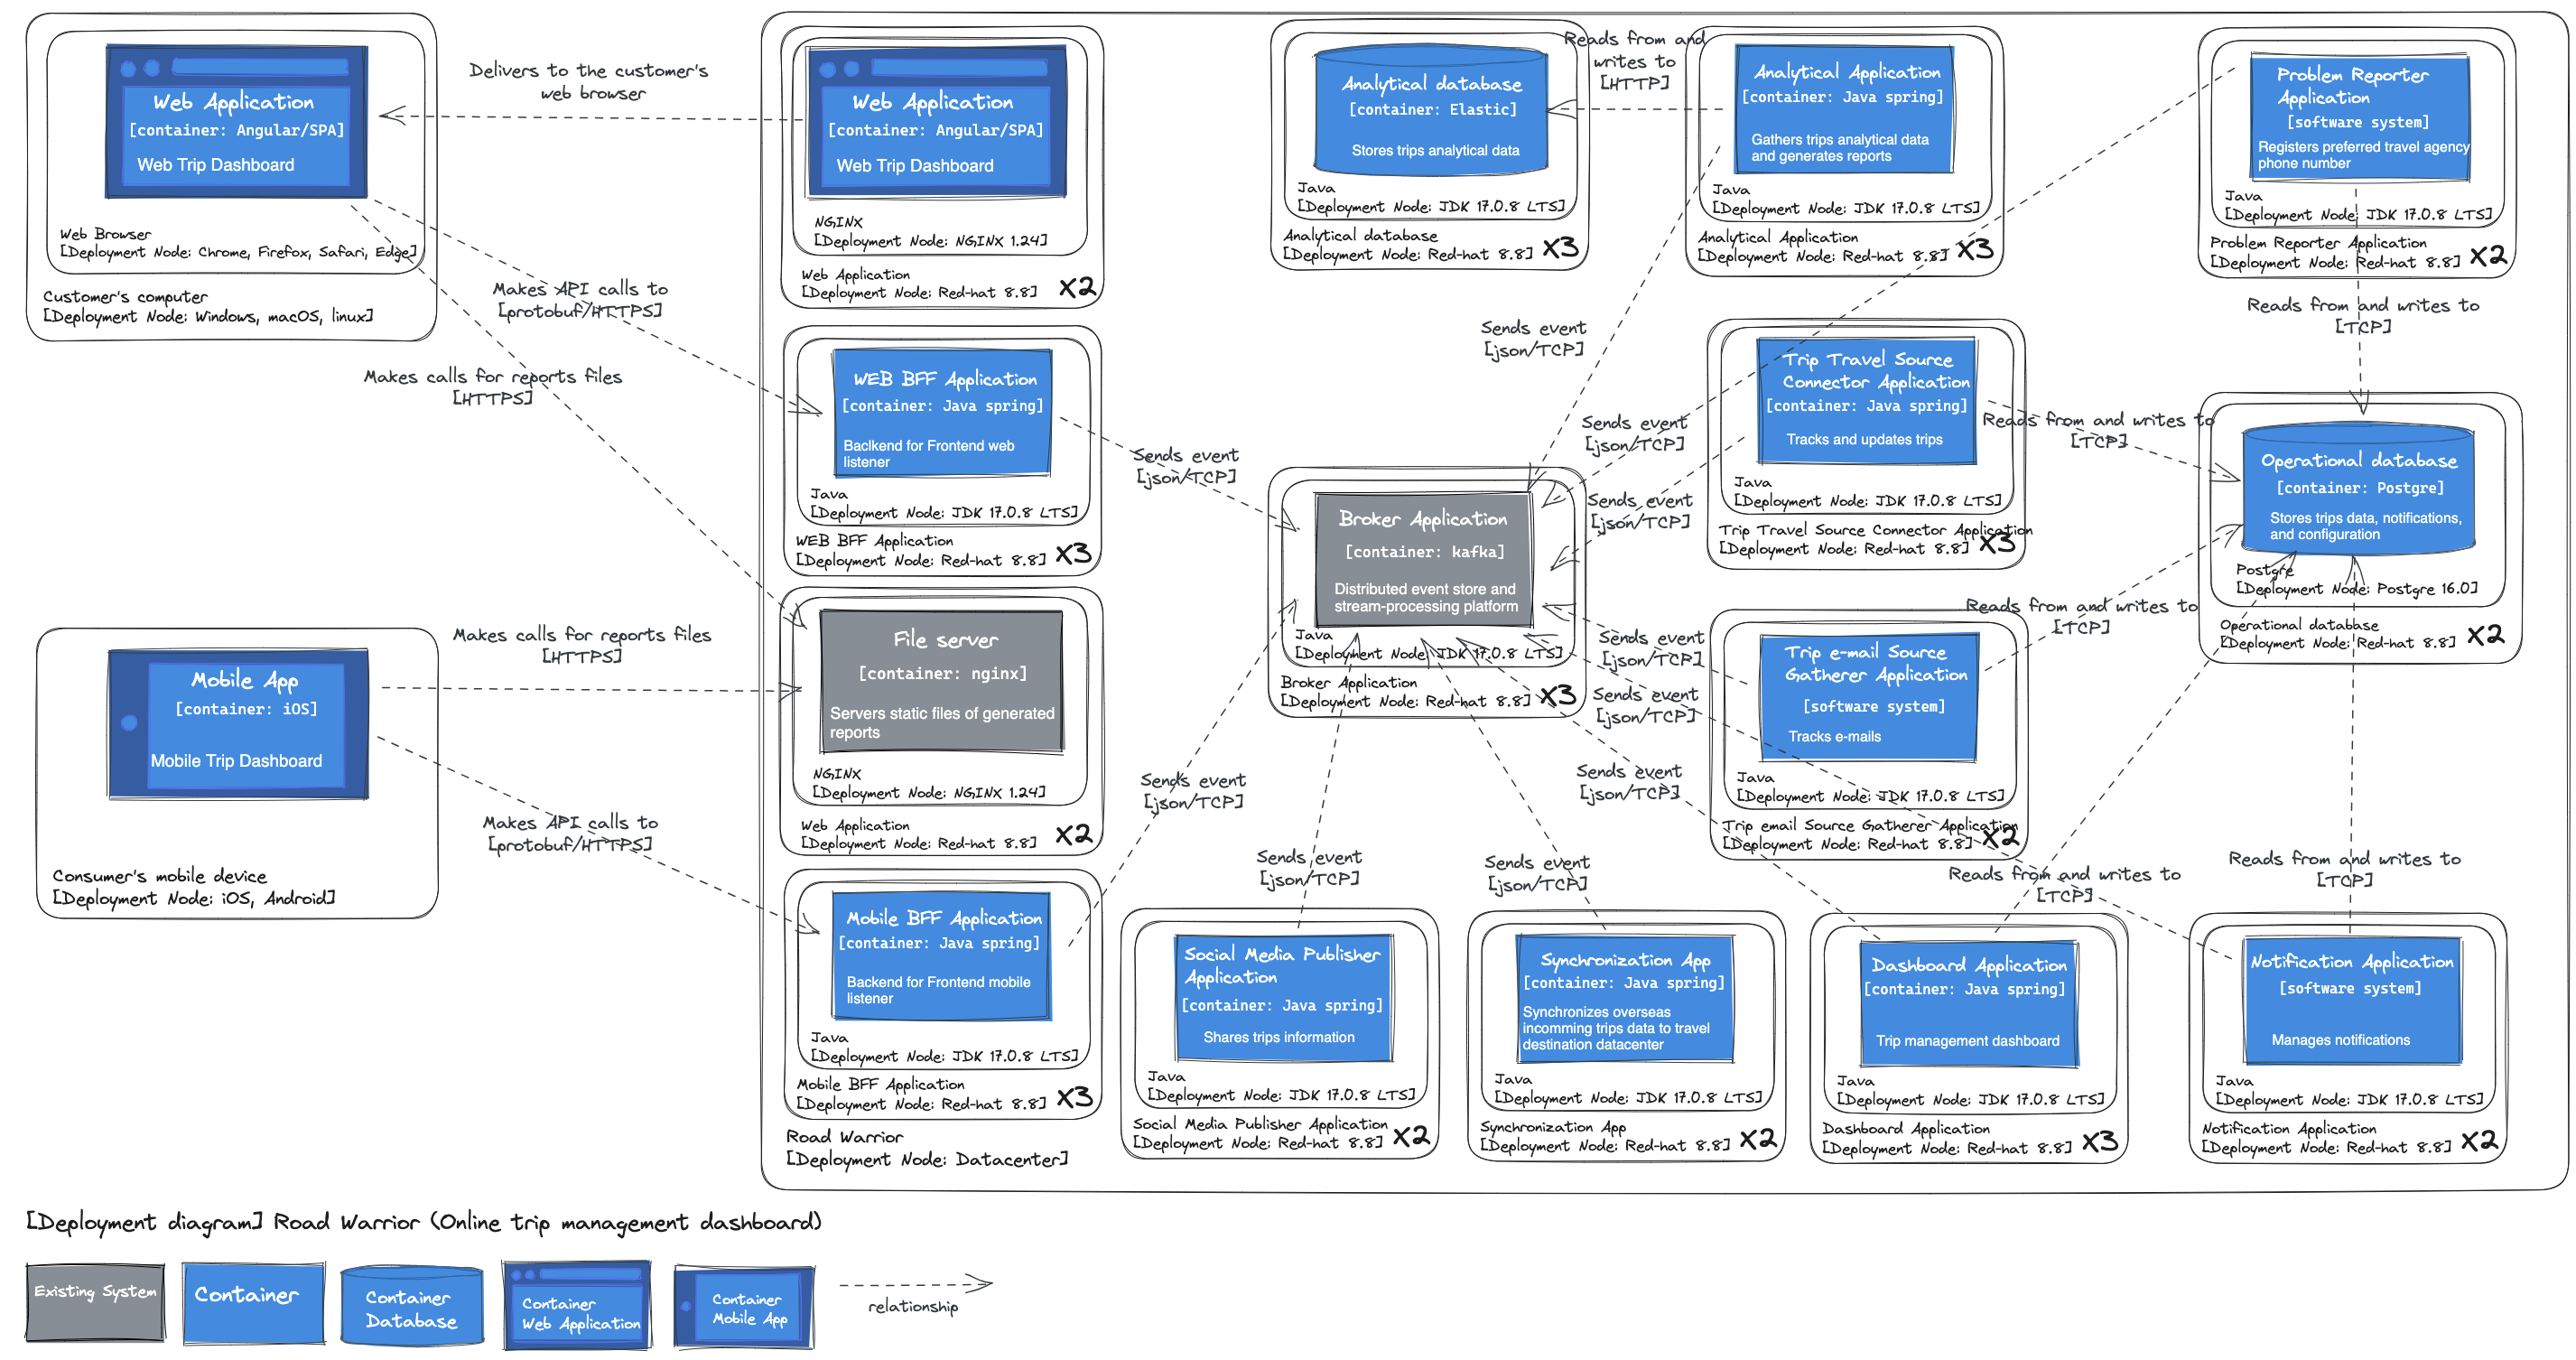 Web Application
[container: Angular/SPA]
Web Trip Dashboard
Web Browser
[Deployment Node: Chrome, Firefox, Safari, Edge]
Customer's computer
[Deployment Node: Windows, macOS, linux]
Delivers to the customer's
web browser
Makes API calls to
[protobuf/HTTPS]
Makes calls for reports files
[HTTPS]
Mobile App
[container: iOS]
Mobile Trip Dashboard
Consumer's mobile device
[Deployment Node: iOS, Android]
Makes calls for reports files
[HTTPS]
Makes API calls to
[protobuf/HTTPS]
Web Application
[container: Angular/SPA]
Web Trip Dashboard
NGINX
[Deployment Node: NGINX 1.24]
Web Application
[Deployment Node: Red-hat 8.8]
X2
WEB BFF Application
[container: Java spring]
Baclkend for Frontend web
listener
Java
[Deployment Node: JDK 17.0.8 LTS]
WEB BFF Application
[Deployment Node: Red-hat 8.8]
X3
File server
[container: nginx]
Servers static files of generated
reports
NGINX
[Deployment Node: NGINX 1.24]
Web Application
[Deployment Node: Red-hat 8.8]
X2
Mobile BFF Application
[container: Java spring]
Backend for Frontend mobile
listener
Java
[Deployment Node: JDK 17.0.8 LTS]
Mobile BFF Application
[Deployment Node: Red-hat 8.8]
X3
Road Warrior
[Deployment Node: Datacenter]
Analytical database
[container: Elastic]
Stores trips analytical data
Java
[Deployment Node: JDK 17.0.8 LTS]
Analytical database
[Deployment Node: Red-hat 8.8]
X3
Reads from and
writes to
[HTTP]
Analytical Application
[container: Java spring]
Gathers trips analytical data
and generates reports
Java
[Deployment Node: JDK 17.0.8 LTS]
Analytical Application
[Deployment Node: Red-hat 8.8]
X3
Problem Reporter
Application
[software system]
Registers preferred travel agency
phone number
Java
[Deployment Node: JDK 17.0.8 LTS]
Problem Reporter Application
[Deployment Node: Red-hat 8.8]
X2
Reads from and writes to
[TCP]
Sends event
[json/TCP]
Sends event
[json/TCP]
Sends event
[json/TCP]
Sends event
[json/TCP]
Trip Travel Source
Connector Application
[container: Java spring]
Tracks and updates trips
Java
[Deployment Node: JDK 17.0.8 LTS]
Trip Travel Source Connector Application
[Deployment Node: Red-hat 8.8]
X3
Reads from and writes to
[TCP]
Operational database
[container: Postgre]
Stores trips data, notifications,
and configuration
Postgre
[Deployment Node: Postgre 16.0]
Operational database
[Deployment Node: Red-hat 8.8]
X2
Broker Application
[container: kafka]
Distributed event store and
stream-processing platform
Java
[Deployment Node: JDK 17.0.8 LTS]
Broker Application
[Deployment Node: Red-hat 8.8]
X3
Sends event
[json/TCP]
Sends event
[json/TCP]
Sends event
[json/TCP]
Trip e-mail Source
Gatherer Application
[software system]
Tracks e-mails
Java
[Deployment Node: JDK 17.0.8 LTS]
Trip email Source Gatherer Application
[Deployment Node: Red-hat 8.8]
X2
Reads from and writes to
[TCP]
Sends event
[json/TCP]
Sends event
[json/TCP]
Sends event
[json/TCP]
Reads from and writes to
[TCP]
Reads from and writes to
[TCP]
Social Media Publisher
Application
[container: Java spring]
Shares trips information
Java
[Deployment Node: JDK 17.0.8 LTS]
Social Media Publisher Application
[Deployment Node: Red-hat 8.8]
X2
Synchronization App
[container: Java spring]
Synchronizes overseas
incomming trips data to travel
destination datacenter
Java
[Deployment Node: JDK 17.0.8 LTS]
Synchronization App
[Deployment Node: Red-hat 8.8]
X2
Dashboard Application
[container: Java spring]
Trip management dashboard
Java
[Deployment Node: JDK 17.0.8 LTS]
Dashboard Application
[Deployment Node: Red-hat 8.8]
X3
Notification Application
[software system]
Manages notifications
Java
[Deployment Node: JDK 17.0.8 LTS]
Notification Application
[Deployment Node: Red-hat 8.8]
X2
[Deployment diagram] Road Warrior (Online trip management dashboard)
Existing System
Container
Container
Database
Container
Web Application
Container
Mobile App
relationship